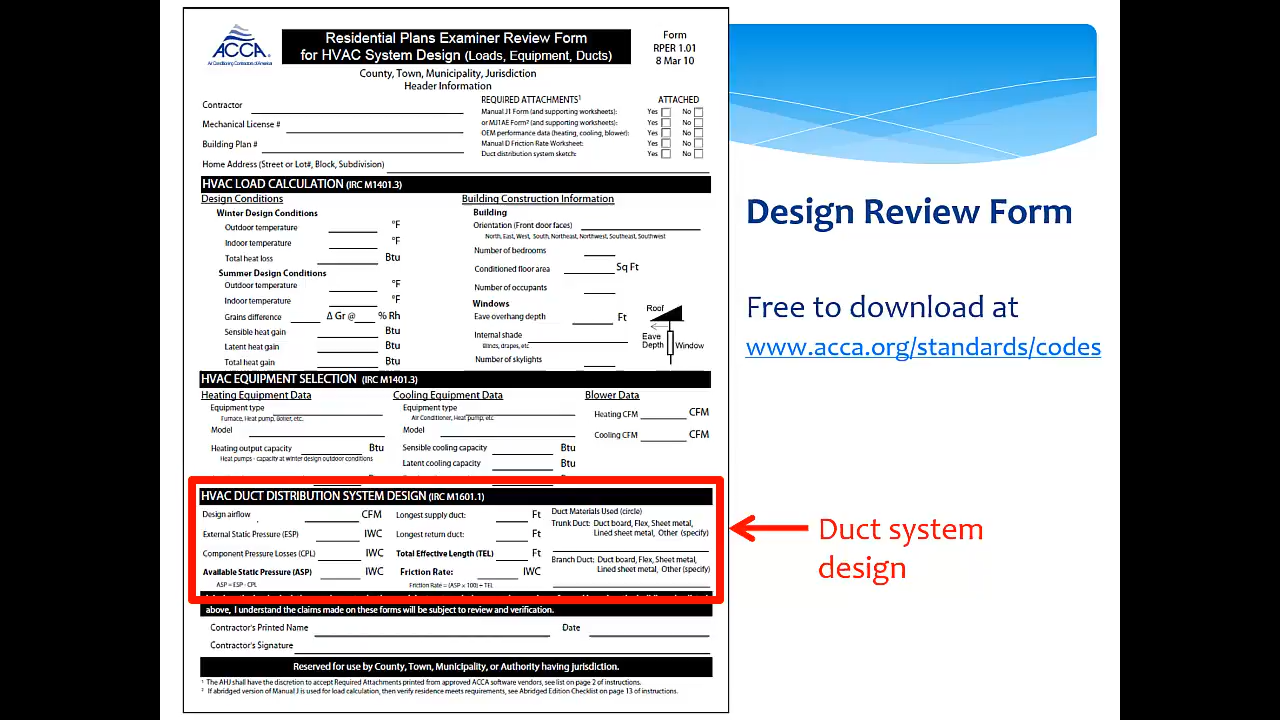 ACCA
Air Conditioning Contractors of America
Residential Plans Examiner Review Form
for HVAC System Design (Loads, Equipment, Ducts)
Form
RPER 1.01
8 Mar 10
County, Town, Municipality, Jurisdiction
Header Information
Contractor
Mechanical License #
Building Plan #
Home Address (Street or Lot#, Block, Subdivision)
REQUIRED ATTACHMENTS1 ATTACHED
Manual J1 Form (and supporting worksheets): Yes No
or MJ1AE Form2 (and supporting worksheets): Yes No
OEM performance data (heating, cooling, blower): Yes No
Manual D Friction Rate Worksheet: Yes No
Duct distribution system sketch: Yes No
HVAC LOAD CALCULATION (IRC M1401.3)
Design Conditions
Winter Design Conditions
Outdoor temperature °F
Indoor temperature °F
Total heat loss Btu
Summer Design Conditions
Outdoor temperature °F
Indoor temperature °F
Grains difference Δ Gr @ % Rh
Sensible heat gain Btu
Latent heat gain Btu
Total heat gain Btu
Building Construction Information
Building
Orientation (Front door faces)
North, East, West, South, Northeast, Northwest, Southeast, Southwest
Number of bedrooms
Conditioned floor area Sq Ft
Number of occupants
Windows
Eave overhang depth Ft
Internal shade
Blinds, drapes, etc
Number of skylights
Roof
Eave
Depth Window
HVAC EQUIPMENT SELECTION (IRC M1401.3)
Heating Equipment Data
Equipment type
Furnace, Heat pump, Boiler, etc.
Model
Heating output capacity Btu
Heat pumps - capacity at winter design outdoor conditions
Cooling Equipment Data
Equipment type
Air Conditioner, Heat pump, etc
Model
Sensible cooling capacity Btu
Latent cooling capacity Btu
Blower Data
Heating CFM CFM
Cooling CFM CFM
HVAC DUCT DISTRIBUTION SYSTEM DESIGN (IRC M1601.1)
Design airflow CFM
External Static Pressure (ESP) IWC
Component Pressure Losses (CPL) IWC
Available Static Pressure (ASP) IWC
ASP = ESP - CPL
Longest supply duct: Ft
Longest return duct: Ft
Total Effective Length (TEL) Ft
Friction Rate: IWC
Friction Rate = (ASP × 100) ÷ TEL
Duct Materials Used (circle)
Trunk Duct: Duct board, Flex, Sheet metal,
Lined sheet metal, Other (specify)
Branch Duct: Duct board, Flex, Sheet metal,
Lined sheet metal, Other (specify)
above, I understand the claims made on these forms will be subject to review and verification.
Contractor's Printed Name Date
Contractor's Signature
Reserved for use by County, Town, Municipality, or Authority having jurisdiction.
1 The AHJ shall have the discretion to accept Required Attachments printed from approved ACCA software vendors, see list on page 2 of instructions.
2 If abridged version of Manual J is used for load calculation, then verify residence meets requirements, see Abridged Edition Checklist on page 13 of instructions.
Design Review Form
Free to download at
www.acca.org/standards/codes
Duct system
design